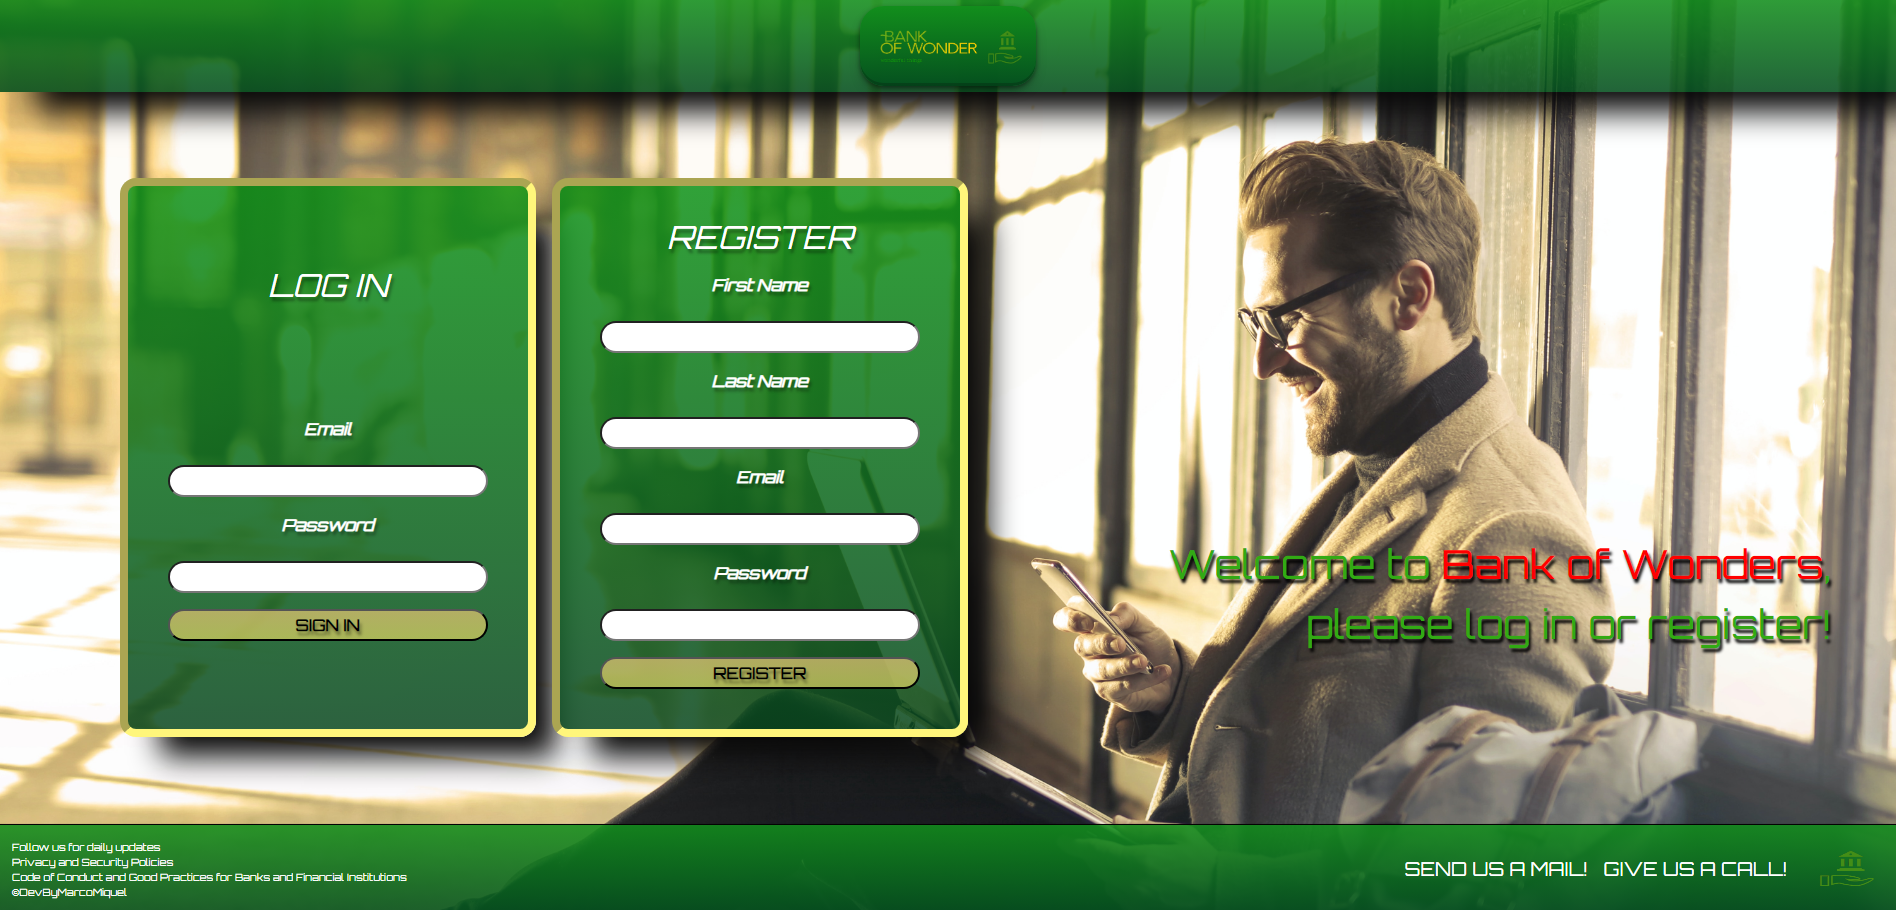 BANK
OF WONDER
LOG IN
Email
Password
SIGN IN
REGISTER
First Name
Last Name
Email
Password
REGISTER
Welcome to Bank of Wonders,
please log in or register!
Follow us for daily updates
Privacy and Security Policies
Code of Conduct and Good Practices for Banks and Financial Institutions
©DevByMarcoMiquel
SEND US A MAIL! GIVE US A CALL!